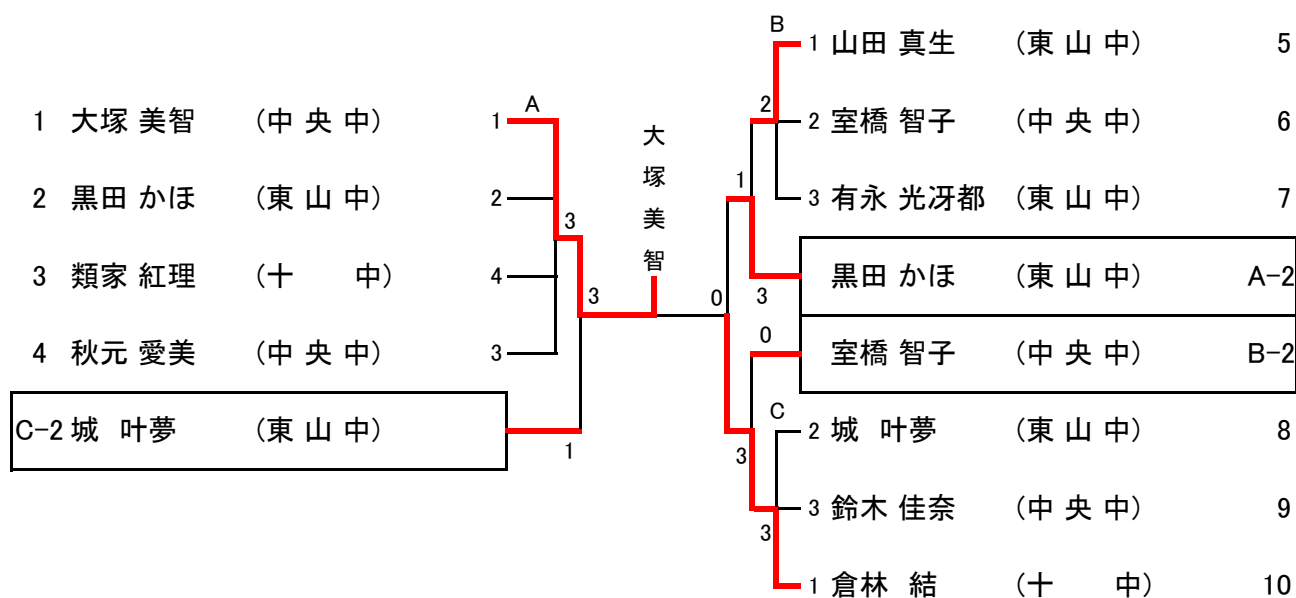 B
1 山田 真生 (東 山 中) 5
1 大塚 美智 (中 央 中) 1 A
2
2 室橋 智子 (中 央 中) 6
大塚美智
2 黒田 かほ (東 山 中) 2
1
3 有永 光冴都 (東 山 中) 7
3
3 類家 紅理 (十 中) 4
黒田 かほ (東 山 中) A-2
3
0
3
4 秋元 愛美 (中 央 中) 3
0
室橋 智子 (中 央 中) B-2
C
C-2 城 叶夢 (東 山 中)
1
2 城 叶夢 (東 山 中) 8
3
3 鈴木 佳奈 (中 央 中) 9
3
1 倉林 結 (十 中) 10